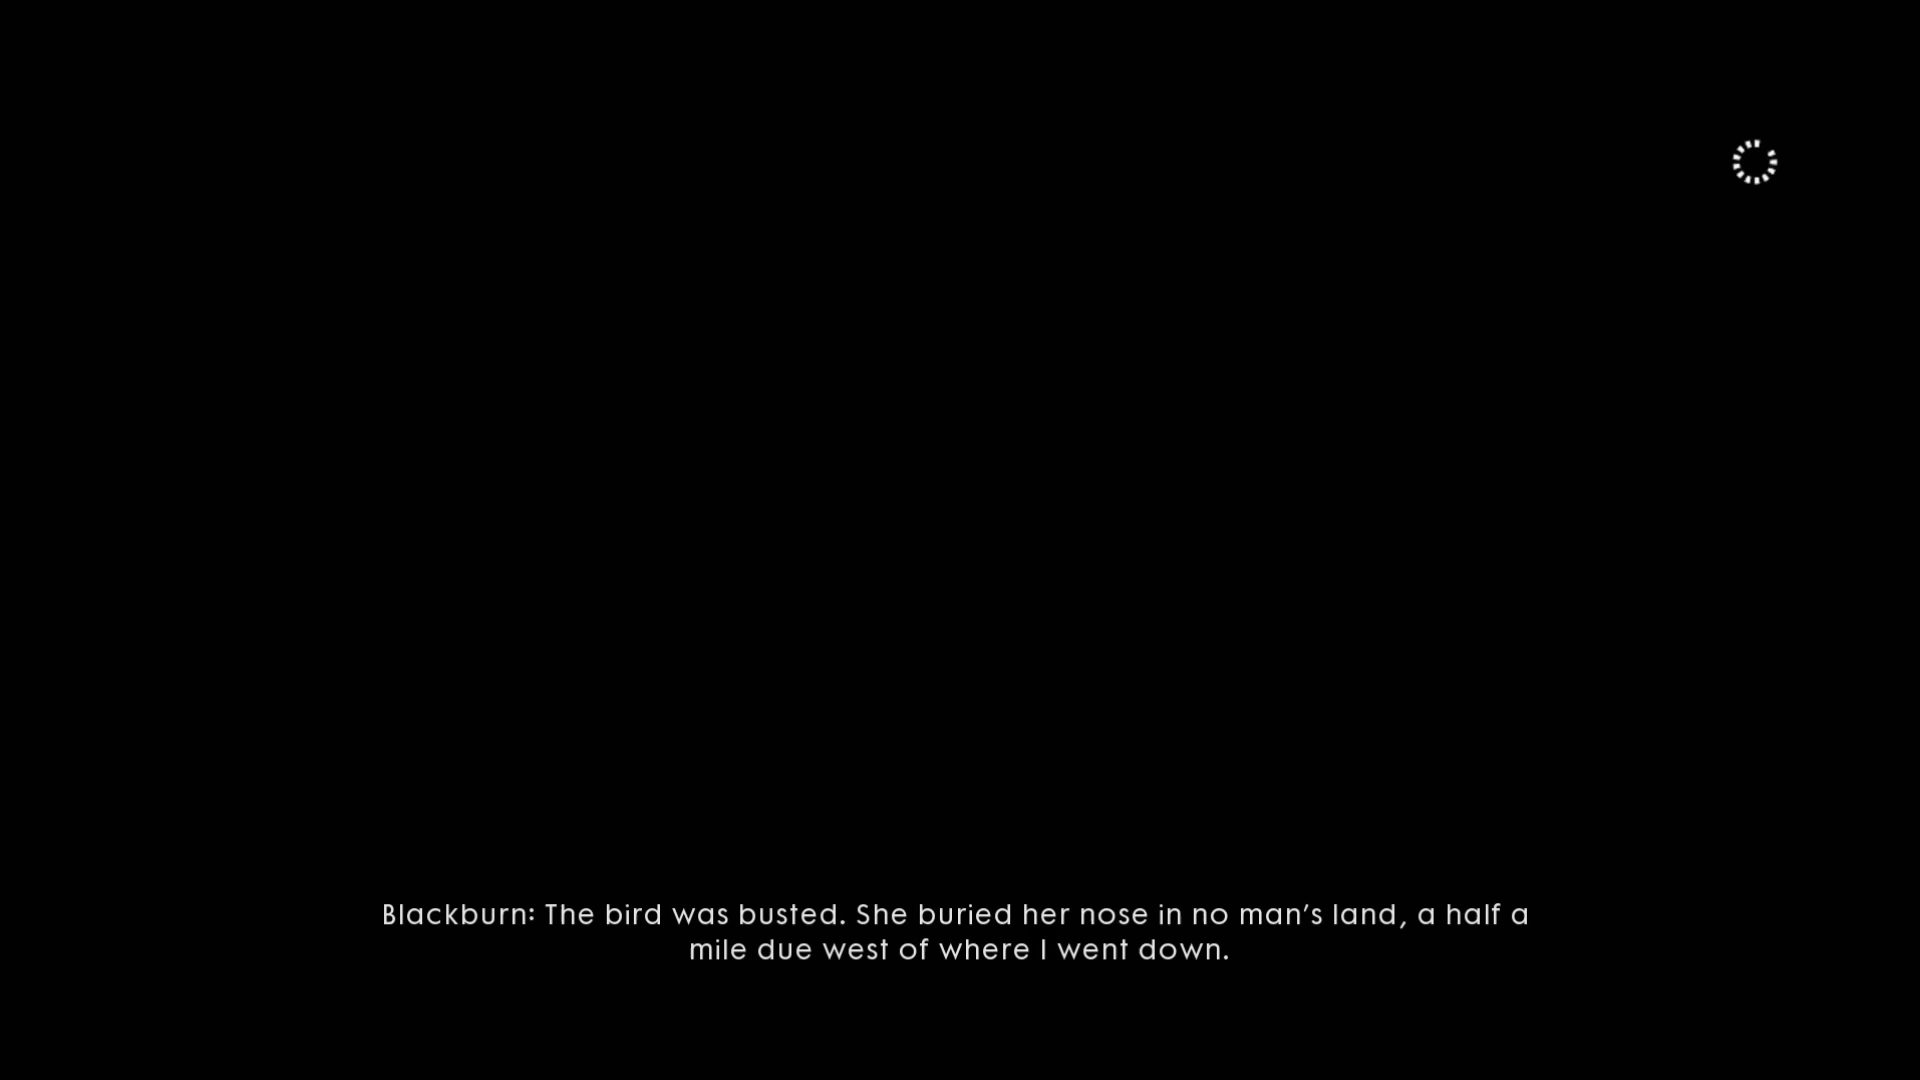 Blackburn: The bird was busted. She buried her nose in no man's land, a half a
mile due west of where I went down.